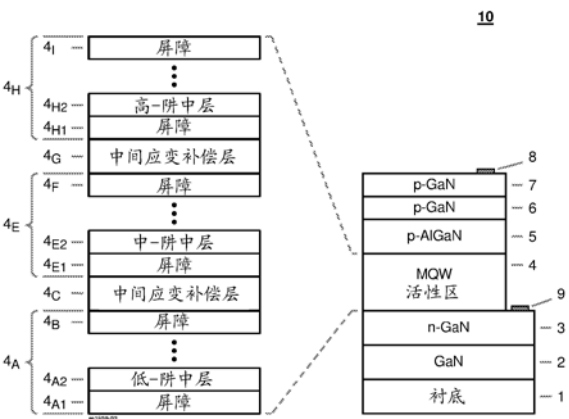 10
4I 屏障
4H
4H2 高-阱中层
4H1 屏障
4G 中间应变补偿层
4F 屏障
4E
4E2 中-阱中层
4E1 屏障
4C 中间应变补偿层
4B 屏障
4A
4A2 低-阱中层
4A1 屏障
8
p-GaN 7
p-GaN 6
p-AlGaN 5
MQW 4
活性区
9
n-GaN 3
GaN 2
衬底 1